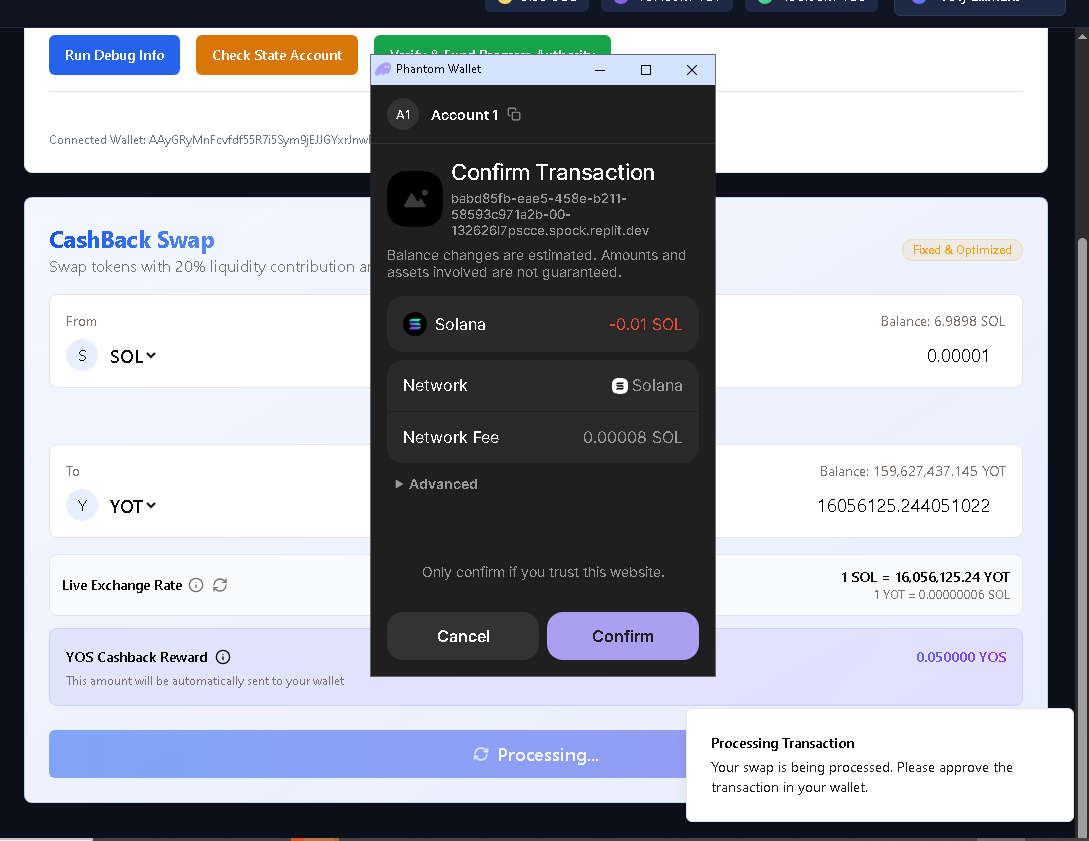 Run Debug Info
Check State Account
Verify & Fund Program Authority
Connected Wallet:
Phantom Wallet
A1
Account 1
Confirm Transaction
babd85fb-eae5-458e-b211-
58593c971a2b-00-
132626l7pscce.spock.replit.dev
Balance changes are estimated. Amounts and
assets involved are not guaranteed.
Solana
-0.01 SOL
Network
Solana
Network Fee
0.00008 SOL
Advanced
Only confirm if you trust this website.
Cancel
Confirm
CashBack Swap
Swap tokens with 20% liquidity contribution
Fixed & Optimized
From
Balance: 6.9898 SOL
S
SOL
0.00001
To
Balance: 159,627,437.145 YOT
Y
YOT
16056125.244051022
Live Exchange Rate
1 SOL = 16,056,125.24 YOT
1 YOT = 0.00000006 SOL
YOS Cashback Reward
0.050000 YOS
This amount will be automatically sent to your wallet
Processing...
Processing Transaction
Your swap is being processed. Please approve the
transaction in your wallet.